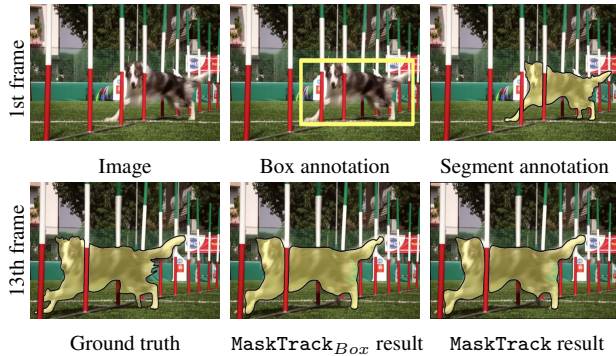 1st frame
Image
Box annotation
Segment annotation
13th frame
Ground truth
MaskTrack_Box result
MaskTrack result